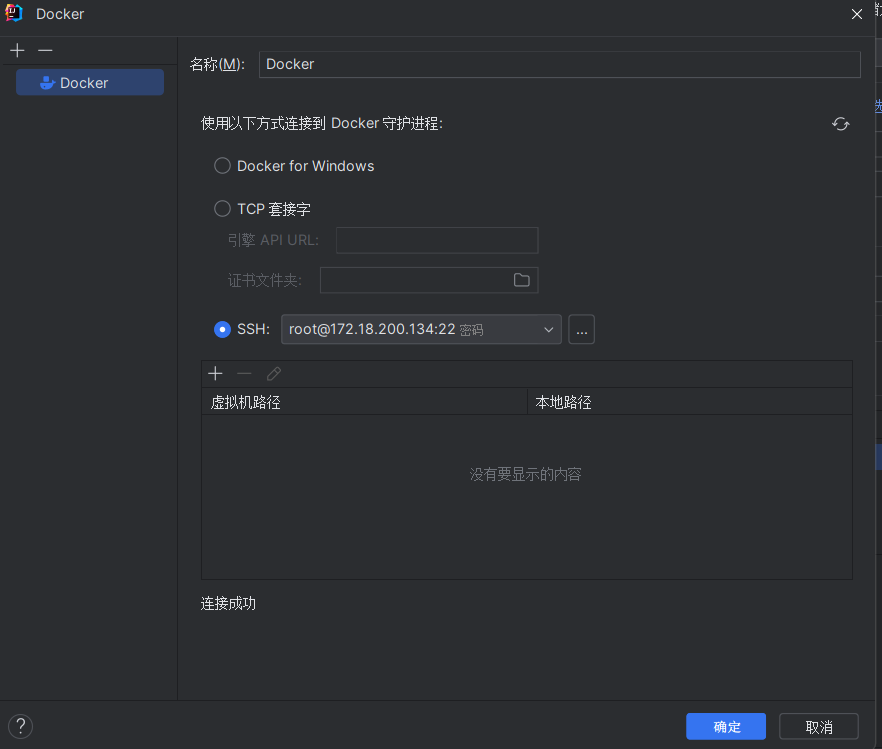 Docker
Docker
名称(M): Docker
使用以下方式连接到 Docker 守护进程:
Docker for Windows
TCP 套接字
引擎 API URL:
证书文件夹:
SSH: root@172.18.200.134:22 密码 ...
虚拟机路径 本地路径
没有要显示的内容
连接成功
? 确定 取消